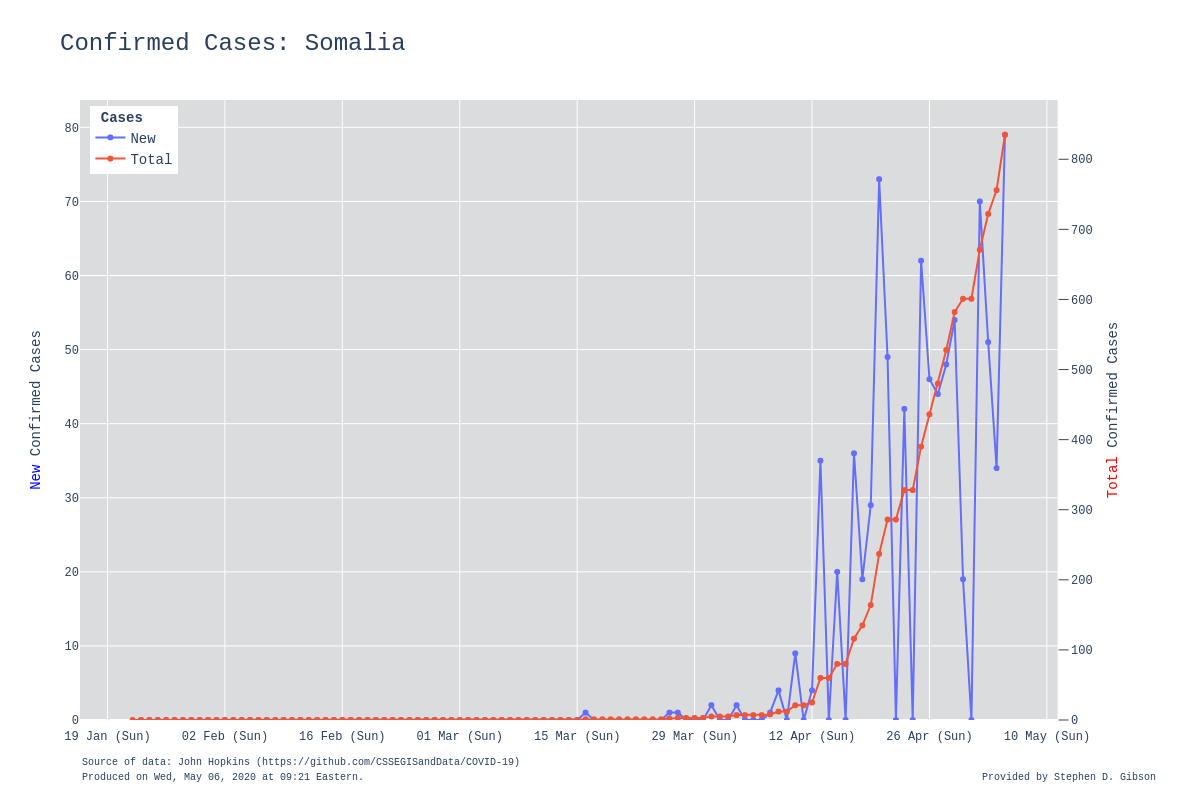 Confirmed Cases: Somalia
Cases
New
Total
80
70
60
50
40
30
20
10
0
New Confirmed Cases
800
700
600
500
400
300
200
100
0
Total Confirmed Cases
19 Jan (Sun) 02 Feb (Sun) 16 Feb (Sun) 01 Mar (Sun) 15 Mar (Sun) 29 Mar (Sun) 12 Apr (Sun) 26 Apr (Sun) 10 May (Sun)
Source of data: John Hopkins (https://github.com/CSSEGISandData/COVID-19)
Produced on Wed, May 06, 2020 at 09:21 Eastern.
Provided by Stephen D. Gibson